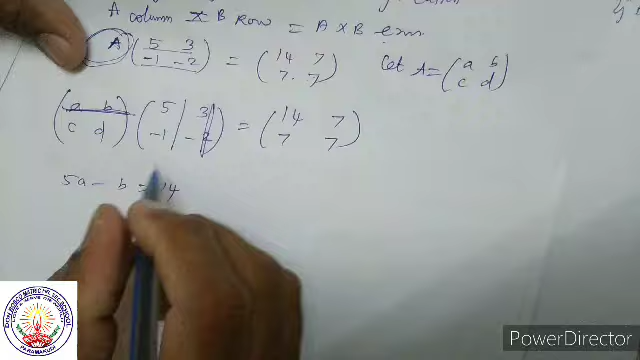 A column × B Row = A × B exm.
A (5 3 -1 -2) = (14 7 7 7) Let A = (a b c d)
(a b c d) (5 3 -1 -2) = (14 7 7 7)
5a - b = 14
PowerDirector